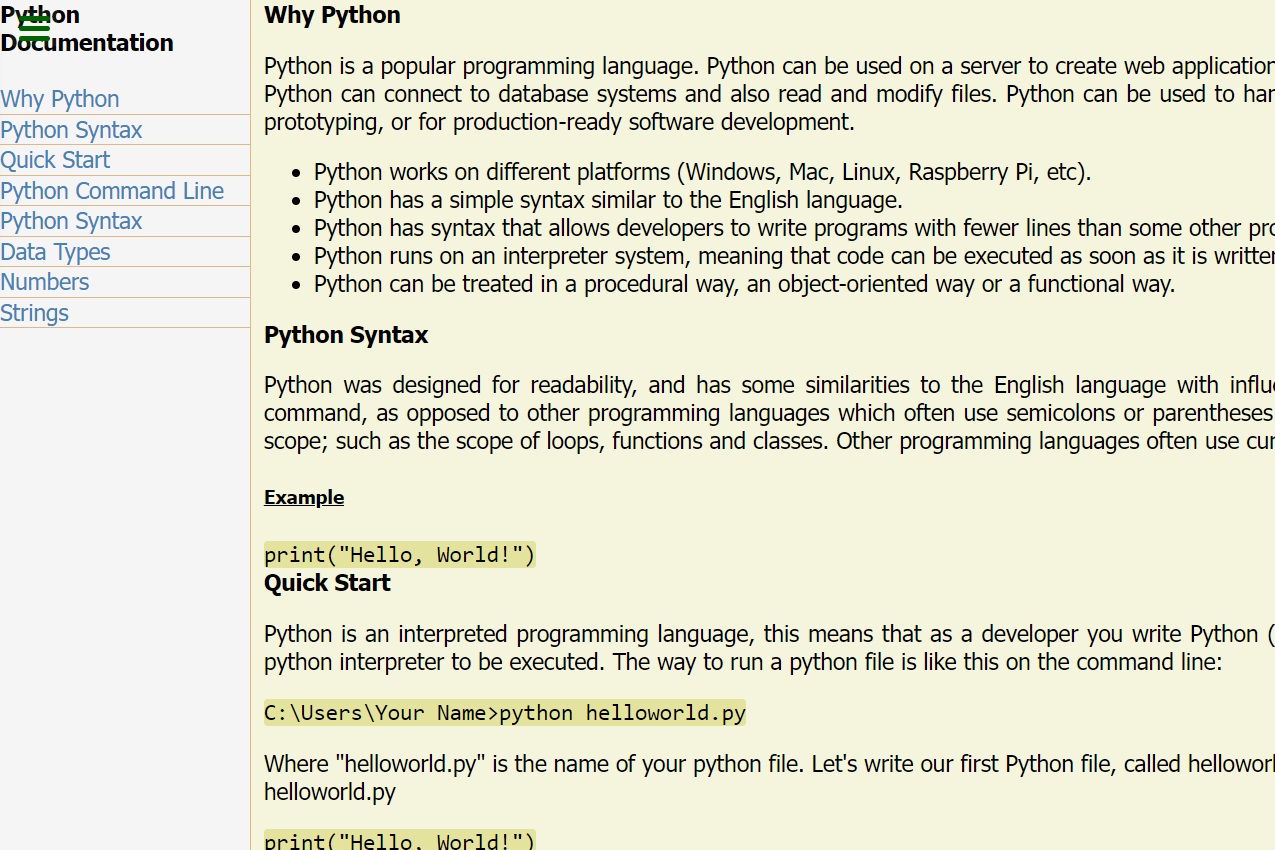 Python
Documentation
Why Python
Python Syntax
Quick Start
Python Command Line
Python Syntax
Data Types
Numbers
Strings
Why Python
Python is a popular programming language. Python can be used on a server to create web application
Python can connect to database systems and also read and modify files. Python can be used to har
prototyping, or for production-ready software development.
Python works on different platforms (Windows, Mac, Linux, Raspberry Pi, etc).
Python has a simple syntax similar to the English language.
Python has syntax that allows developers to write programs with fewer lines than some other pro
Python runs on an interpreter system, meaning that code can be executed as soon as it is written
Python can be treated in a procedural way, an object-oriented way or a functional way.
Python Syntax
Python was designed for readability, and has some similarities to the English language with influe
command, as opposed to other programming languages which often use semicolons or parentheses
scope; such as the scope of loops, functions and classes. Other programming languages often use cur
Example
print("Hello, World!")
Quick Start
Python is an interpreted programming language, this means that as a developer you write Python (
python interpreter to be executed. The way to run a python file is like this on the command line:
C:\Users\Your Name>python helloworld.py
Where "helloworld.py" is the name of your python file. Let's write our first Python file, called helloworl
helloworld.py
print("Hello, World!")